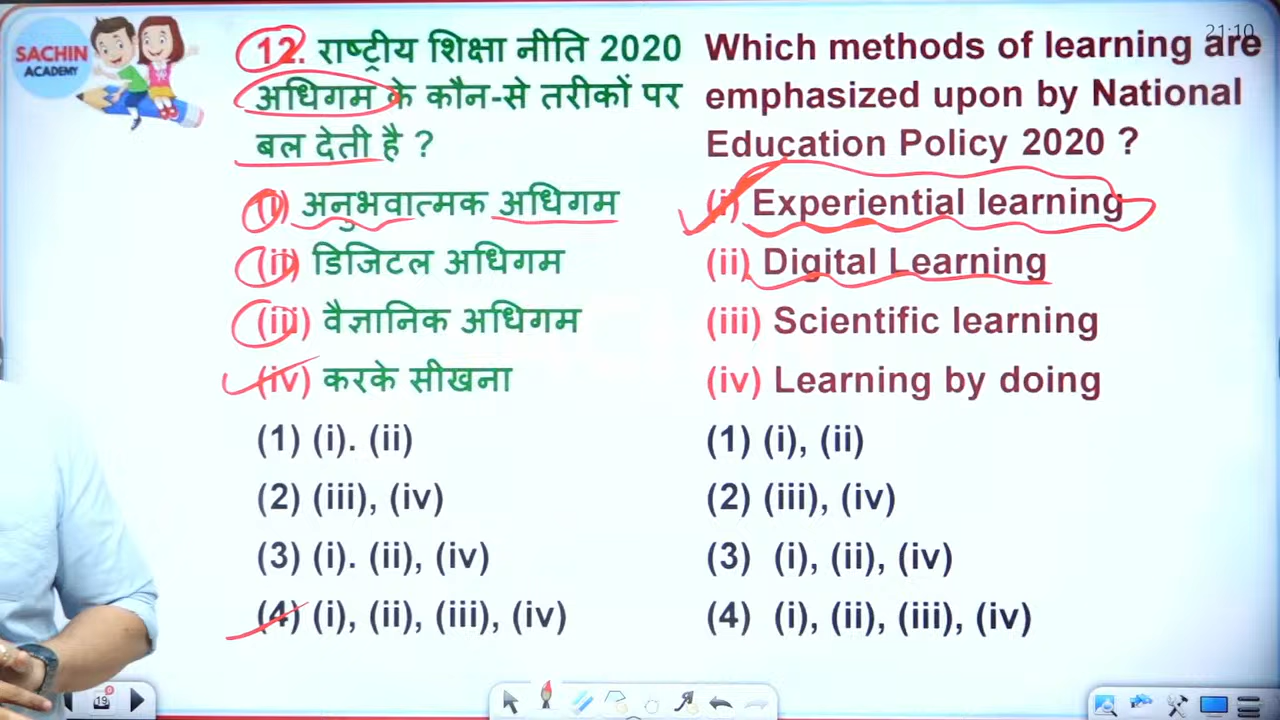 SACHIN
ACADEMY
21:10
12. राष्ट्रीय शिक्षा नीति 2020
अधिगम के कौन-से तरीकों पर
बल देती है ?
(i) अनुभवात्मक अधिगम
(ii) डिजिटल अधिगम
(iii) वैज्ञानिक अधिगम
(iv) करके सीखना
(1) (i). (ii)
(2) (iii), (iv)
(3) (i). (ii), (iv)
(4) (i), (ii), (iii), (iv)
Which methods of learning are
emphasized upon by National
Education Policy 2020 ?
(i) Experiential learning
(ii) Digital Learning
(iii) Scientific learning
(iv) Learning by doing
(1) (i), (ii)
(2) (iii), (iv)
(3) (i), (ii), (iv)
(4) (i), (ii), (iii), (iv)
19